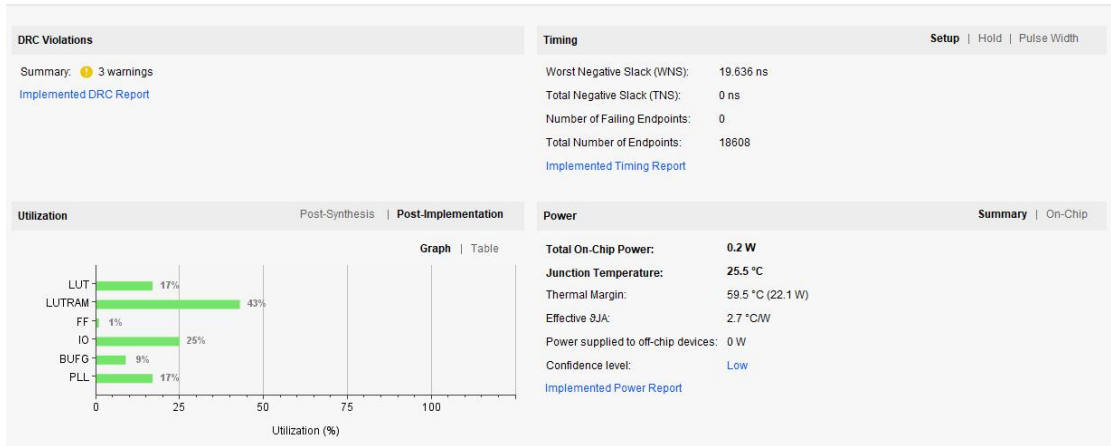 DRC Violations
Summary: 3 warnings
Implemented DRC Report
Timing
Setup | Hold | Pulse Width
Worst Negative Slack (WNS): 19.636 ns
Total Negative Slack (TNS): 0 ns
Number of Failing Endpoints: 0
Total Number of Endpoints: 18608
Implemented Timing Report
Utilization
Post-Synthesis | Post-Implementation
Graph | Table
LUT 17%
LUTRAM 43%
FF 1%
IO 25%
BUFG 9%
PLL 17%
0 25 50 75 100
Utilization (%)
Power
Summary | On-Chip
Total On-Chip Power: 0.2 W
Junction Temperature: 25.5 °C
Thermal Margin: 59.5 °C (22.1 W)
Effective ϑJA: 2.7 °C/W
Power supplied to off-chip devices: 0 W
Confidence level: Low
Implemented Power Report